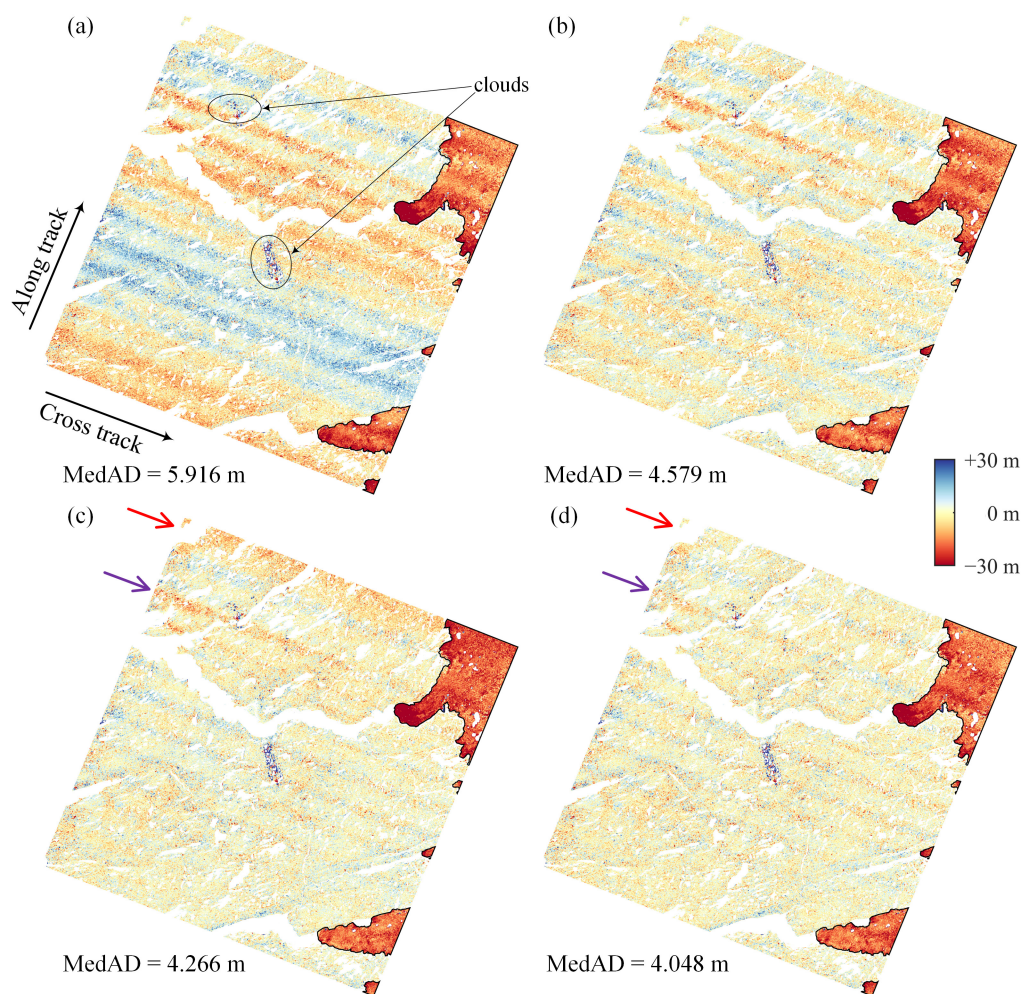 (a)
(b)
clouds
Along track
Cross track
MedAD = 5.916 m
MedAD = 4.579 m
+30 m
0 m
−30 m
(c)
(d)
MedAD = 4.266 m
MedAD = 4.048 m